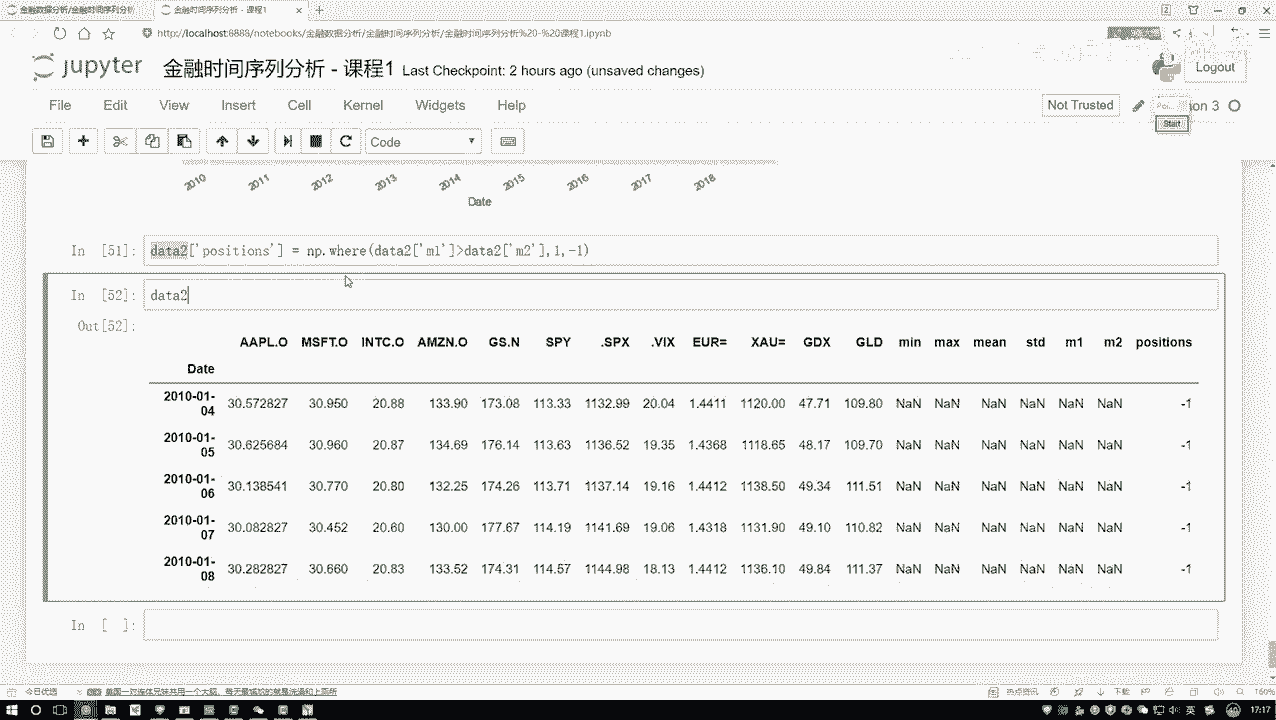 金融数据分析/金融时间序列分析
金融时间序列分析 - 课程1
http://localhost:8888/notebooks/金融数据分析/金融时间序列分析/金融时间序列分析%20-%20课程1.ipynb
jupyter 金融时间序列分析 - 课程1 Last Checkpoint: 2 hours ago (unsaved changes)
Logout
File Edit View Insert Cell Kernel Widgets Help
Not Trusted
on 3
Start
Code
2010 2011 2012 2013 2014 2015 2016 2017 2018
Date
In [51]: data2['positions'] = np.where(data2['m1']>data2['m2'],1,-1)
In [52]: data2
Out[52]:
AAPL.O MSFT.O INTC.O AMZN.O GS.N SPY .SPX .VIX EUR= XAU= GDX GLD min max mean std m1 m2 positions
Date
2010-01-04 30.572827 30.950 20.88 133.90 173.08 113.33 1132.99 20.04 1.4411 1120.00 47.71 109.80 NaN NaN NaN NaN NaN NaN -1
2010-01-05 30.625684 30.960 20.87 134.69 176.14 113.63 1136.52 19.35 1.4368 1118.65 48.17 109.70 NaN NaN NaN NaN NaN NaN -1
2010-01-06 30.138541 30.770 20.80 132.25 174.26 113.71 1137.14 19.16 1.4412 1138.50 49.34 111.51 NaN NaN NaN NaN NaN NaN -1
2010-01-07 30.082827 30.452 20.60 130.00 177.67 114.19 1141.69 19.06 1.4318 1131.90 49.10 110.82 NaN NaN NaN NaN NaN NaN -1
2010-01-08 30.282827 30.660 20.83 133.52 174.31 114.57 1144.98 18.13 1.4412 1136.10 49.84 111.37 NaN NaN NaN NaN NaN NaN -1
In [ ]:
今日优选
热点资讯
下载
160%
英
17:17